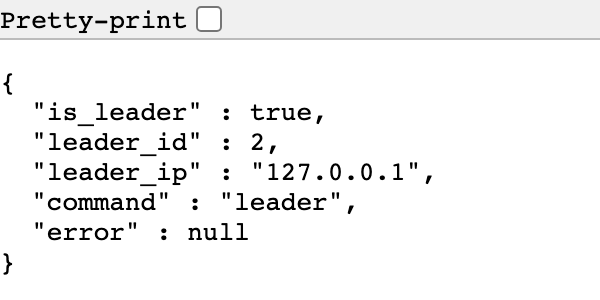 Pretty-print
{
"is_leader" : true,
"leader_id" : 2,
"leader_ip" : "127.0.0.1",
"command" : "leader",
"error" : null
}